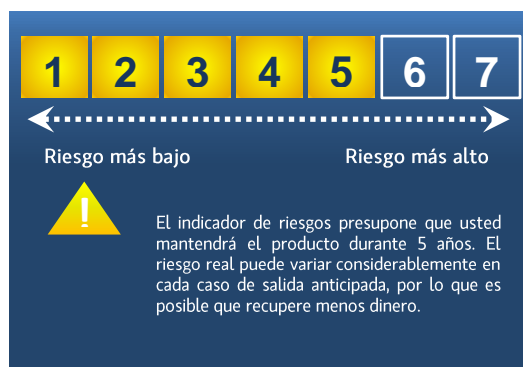 1 2 3 4 5 6 7
Riesgo más bajo Riesgo más alto
!
El indicador de riesgos presupone que usted
mantendrá el producto durante 5 años. El
riesgo real puede variar considerablemente en
cada caso de salida anticipada, por lo que es
posible que recupere menos dinero.